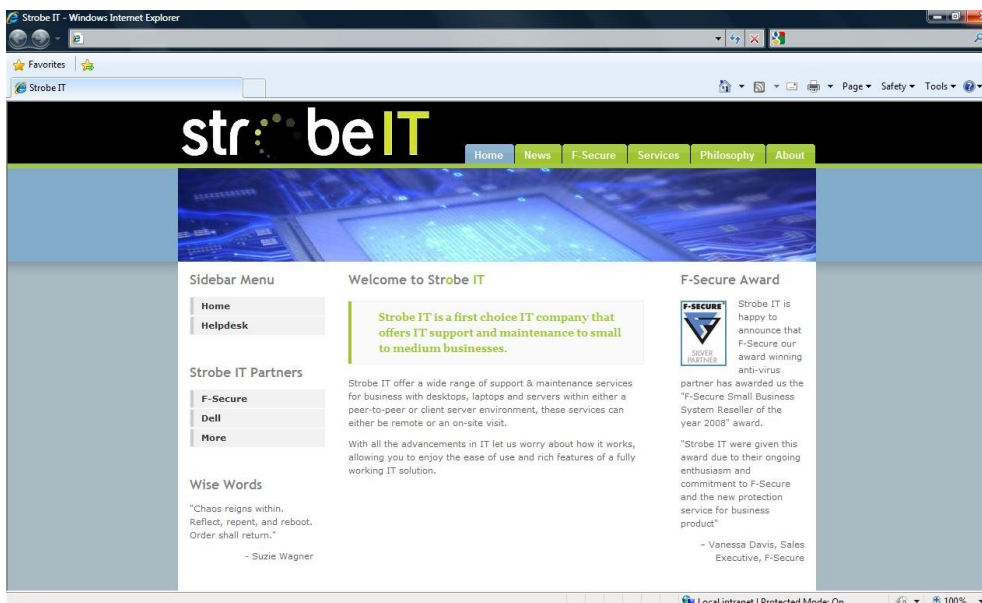 Strobe IT - Windows Internet Explorer
Favorites
Strobe IT
Page
Safety
Tools
strobeIT
Home
News
F-Secure
Services
Philosophy
About
Sidebar Menu
Home
Helpdesk
Strobe IT Partners
F-Secure
Dell
More
Wise Words
"Chaos reigns within.
Reflect, repent, and reboot.
Order shall return."
- Suzie Wagner
Welcome to Strobe IT
Strobe IT is a first choice IT company that
offers IT support and maintenance to small
to medium businesses.
Strobe IT offer a wide range of support & maintenance services
for business with desktops, laptops and servers within either a
peer-to-peer or client server environment, these services can
either be remote or an on-site visit.
With all the advancements in IT let us worry about how it works,
allowing you to enjoy the ease of use and rich features of a fully
working IT solution.
F-Secure Award
F-SECURE
SILVER
PARTNER
Strobe IT is
happy to
announce that
F-Secure our
award winning
anti-virus
partner has awarded us the
"F-Secure Small Business
System Reseller of the
year 2008" award.
"Strobe IT were given this
award due to their ongoing
enthusiasm and
commitment to F-Secure
and the new protection
service for business
product"
– Vanessa Davis, Sales
Executive, F-Secure
Local intranet | Protected Mode: On
100%